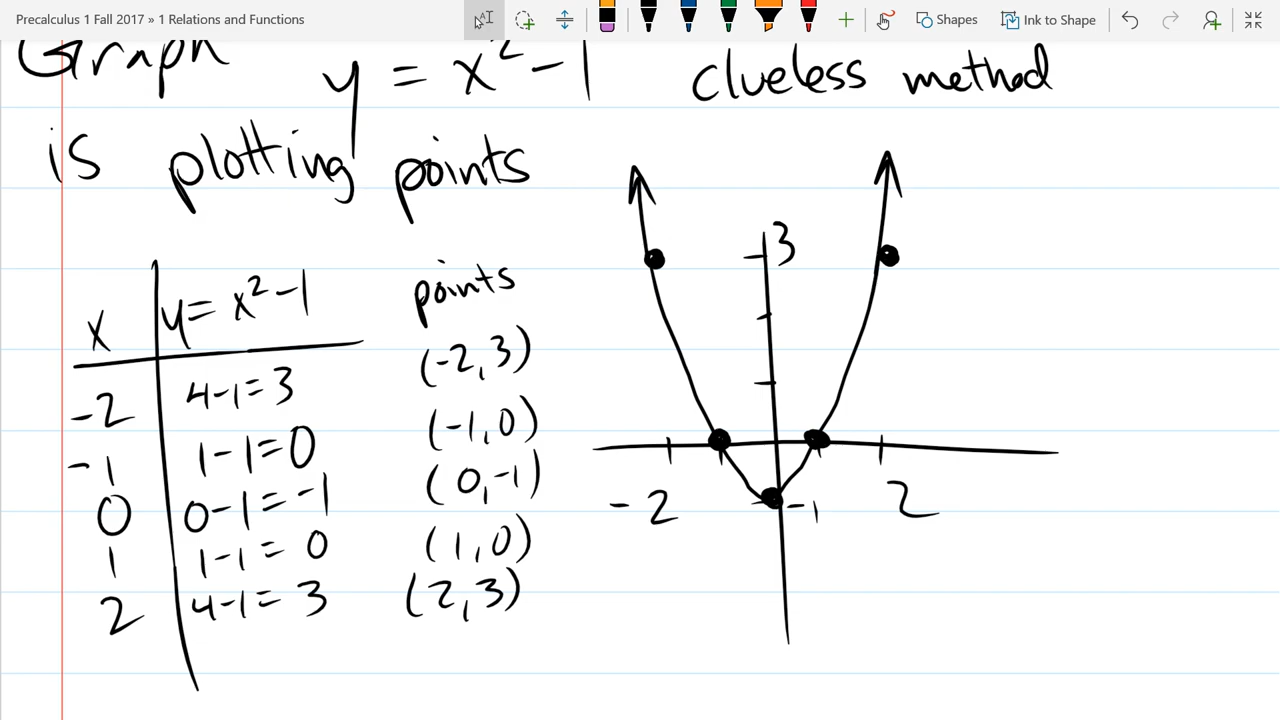 Precalculus 1 Fall 2017 » 1 Relations and Functions
Shapes
Ink to Shape
Graph y = x² - 1 clueless method
is plotting points
x y = x² - 1 points
-2 4-1=3 (-2,3)
-1 1-1=0 (-1,0)
0 0-1=-1 (0,-1)
1 1-1=0 (1,0)
2 4-1=3 (2,3)
3
-2 -1 2